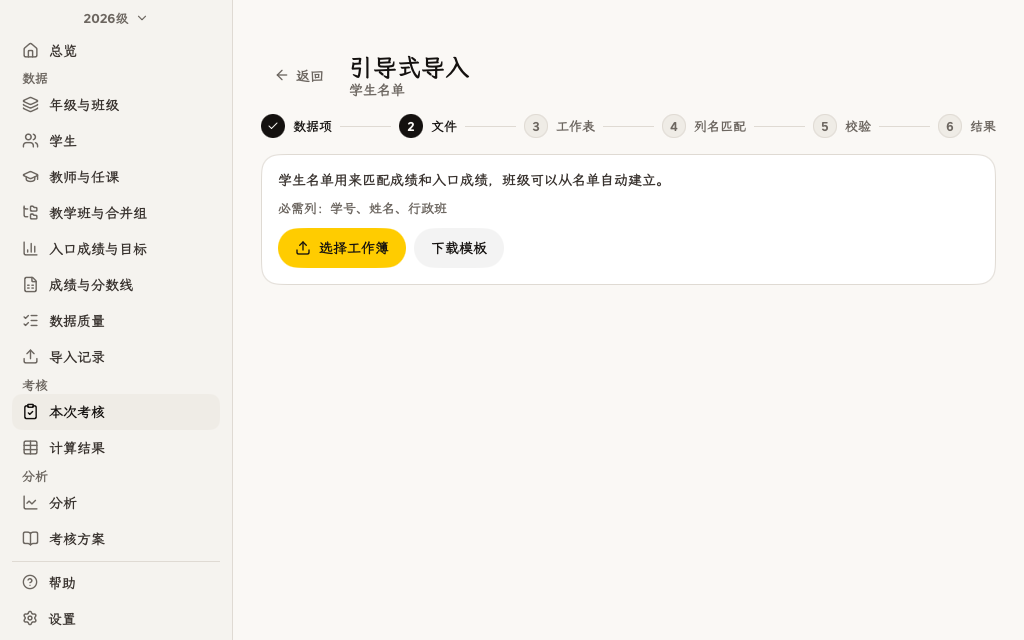 2026级
总览
数据
年级与班级
学生
教师与任课
教学班与合并组
入口成绩与目标
成绩与分数线
数据质量
导入记录
考核
本次考核
计算结果
分析
分析
考核方案
帮助
设置
返回
引导式导入
学生名单
数据项
2 文件
3 工作表
4 列名匹配
5 校验
6 结果
学生名单用来匹配成绩和入口成绩，班级可以从名单自动建立。
必需列：学号、姓名、行政班
选择工作簿
下载模板